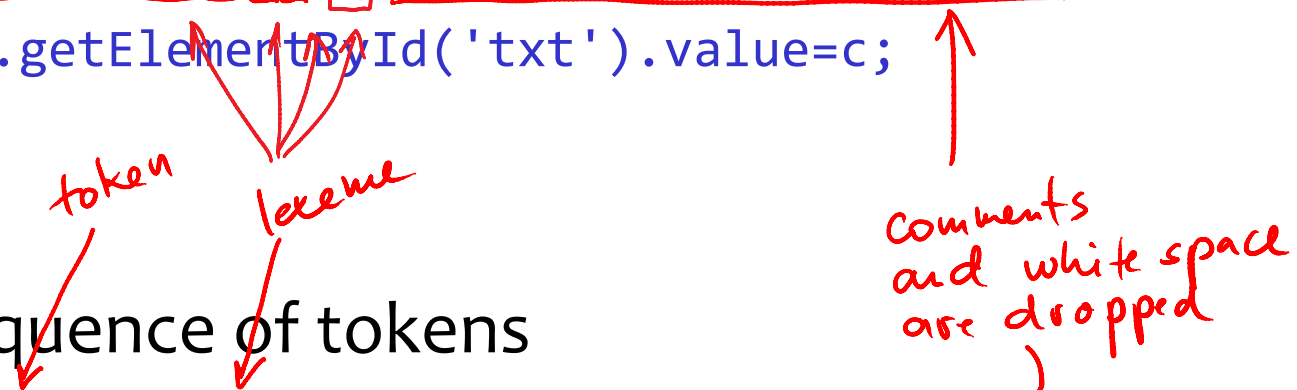 .getElementById('txt').value=c;
token
lexeme
comments
and white space
are dropped
quence of tokens